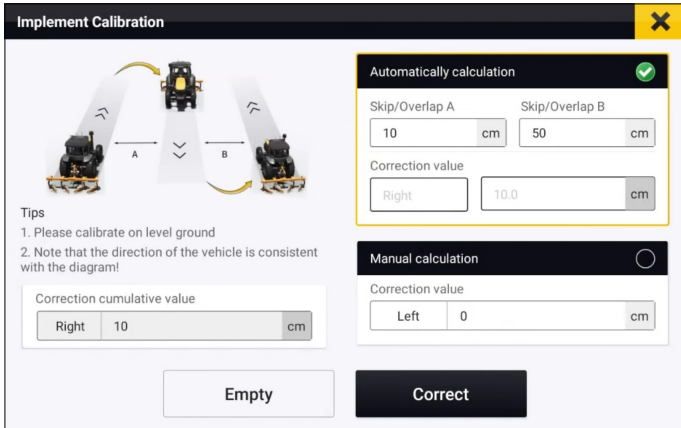 Implement Calibration
A
B
Tips
1. Please calibrate on level ground
2. Note that the direction of the vehicle is consistent
with the diagram!
Correction cumulative value
Right 10 cm
Automatically calculation
Skip/Overlap A Skip/Overlap B
10 cm 50 cm
Correction value
Right 10.0 cm
Manual calculation
Correction value
Left 0 cm
Empty Correct